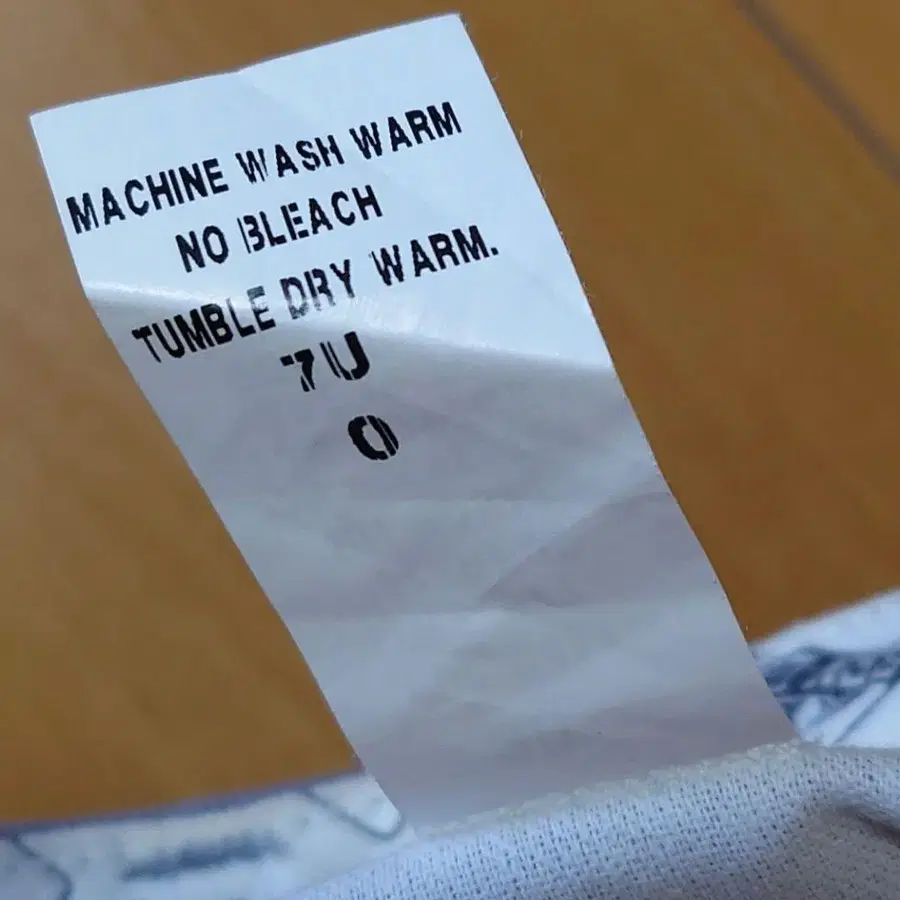 MACHINE WASH WARM
NO BLEACH
TUMBLE DRY WARM.
7U
0